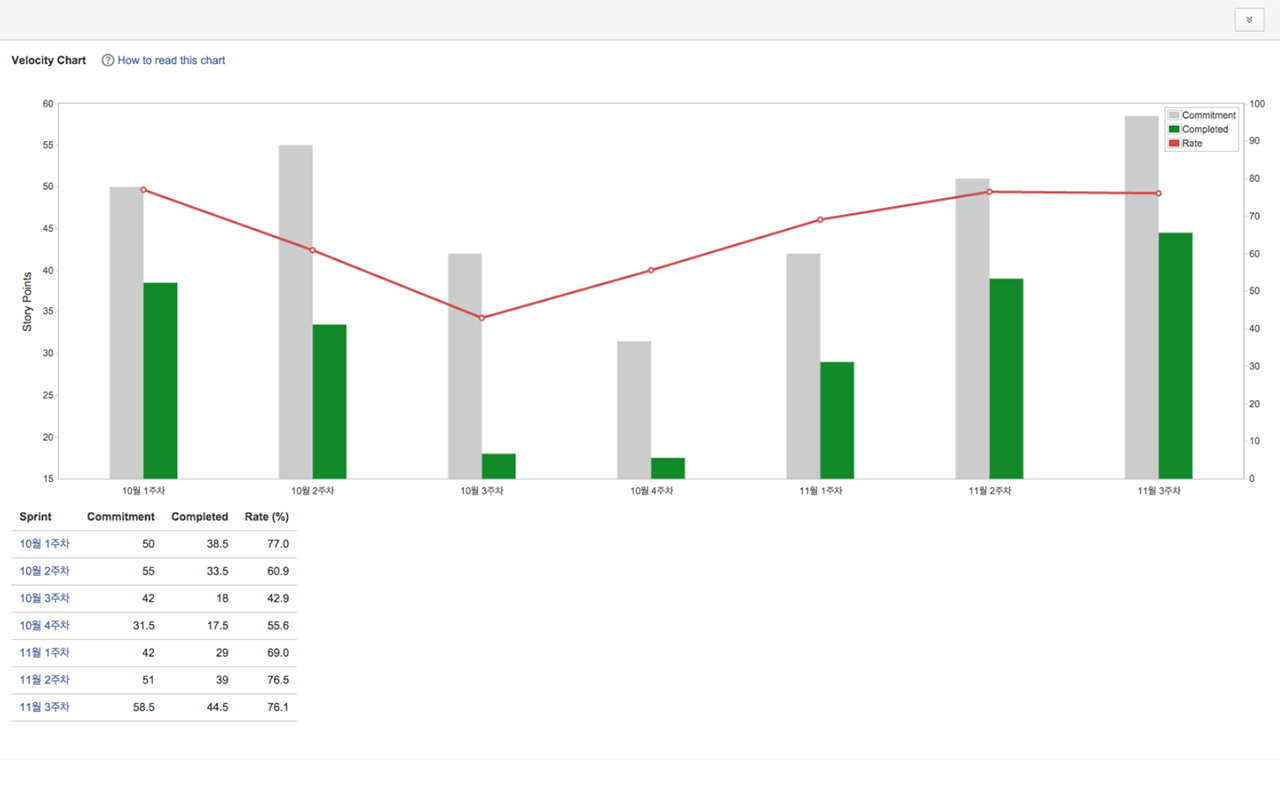 Velocity Chart How to read this chart
60 100
Commitment
Completed
Rate
55
50
45
40
35
30
25
20
15
90
80
70
60
50
40
30
20
10
0
Story Points
10월 1주차 10월 2주차 10월 3주차 10월 4주차 11월 1주차 11월 2주차 11월 3주차
Sprint Commitment Completed Rate (%)
10월 1주차 50 38.5 77.0
10월 2주차 55 33.5 60.9
10월 3주차 42 18 42.9
10월 4주차 31.5 17.5 55.6
11월 1주차 42 29 69.0
11월 2주차 51 39 76.5
11월 3주차 58.5 44.5 76.1